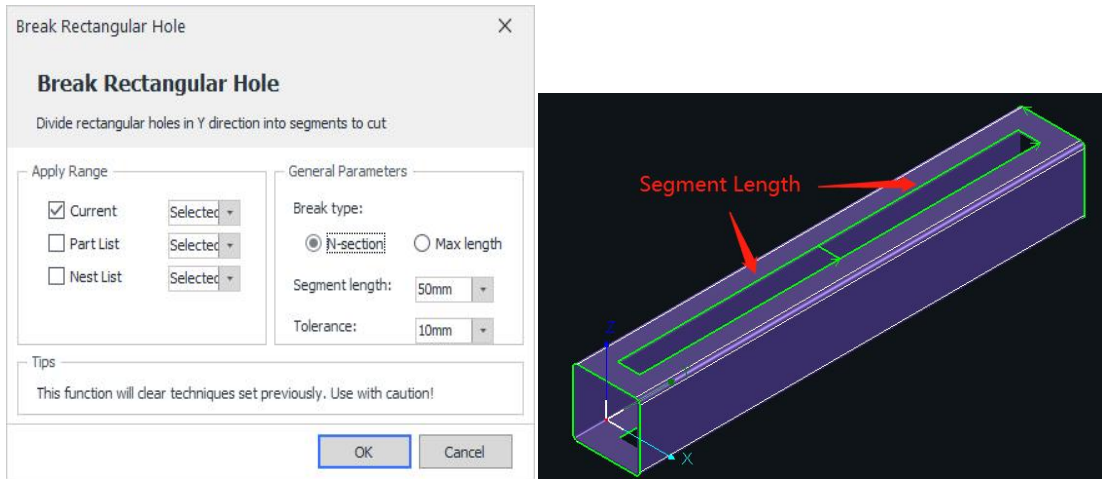 Break Rectangular Hole
Break Rectangular Hole
Divide rectangular holes in Y direction into segments to cut
Apply Range
Current
Selected
Part List
Selected
Nest List
Selected
General Parameters
Break type:
N-section
Max length
Segment length:
50mm
Tolerance:
10mm
Tips
This function will clear techniques set previously. Use with caution!
OK
Cancel
Segment Length
Z
X